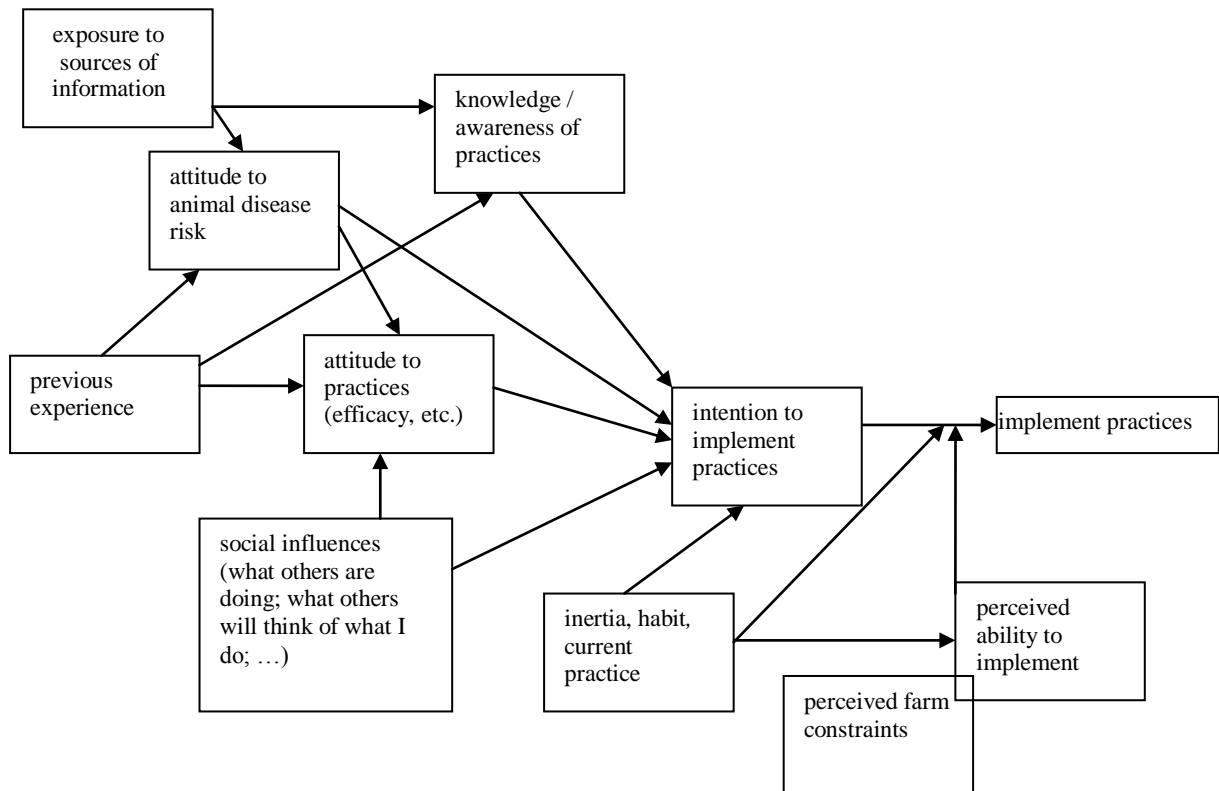 exposure to
sources of
information
knowledge /
awareness of
practices
attitude to
animal disease
risk
previous
experience
attitude to
practices
(efficacy, etc.)
intention to
implement
practices
implement practices
social influences
(what others are
doing; what others
will think of what I
do; …)
inertia, habit,
current
practice
perceived
ability to
implement
perceived farm
constraints